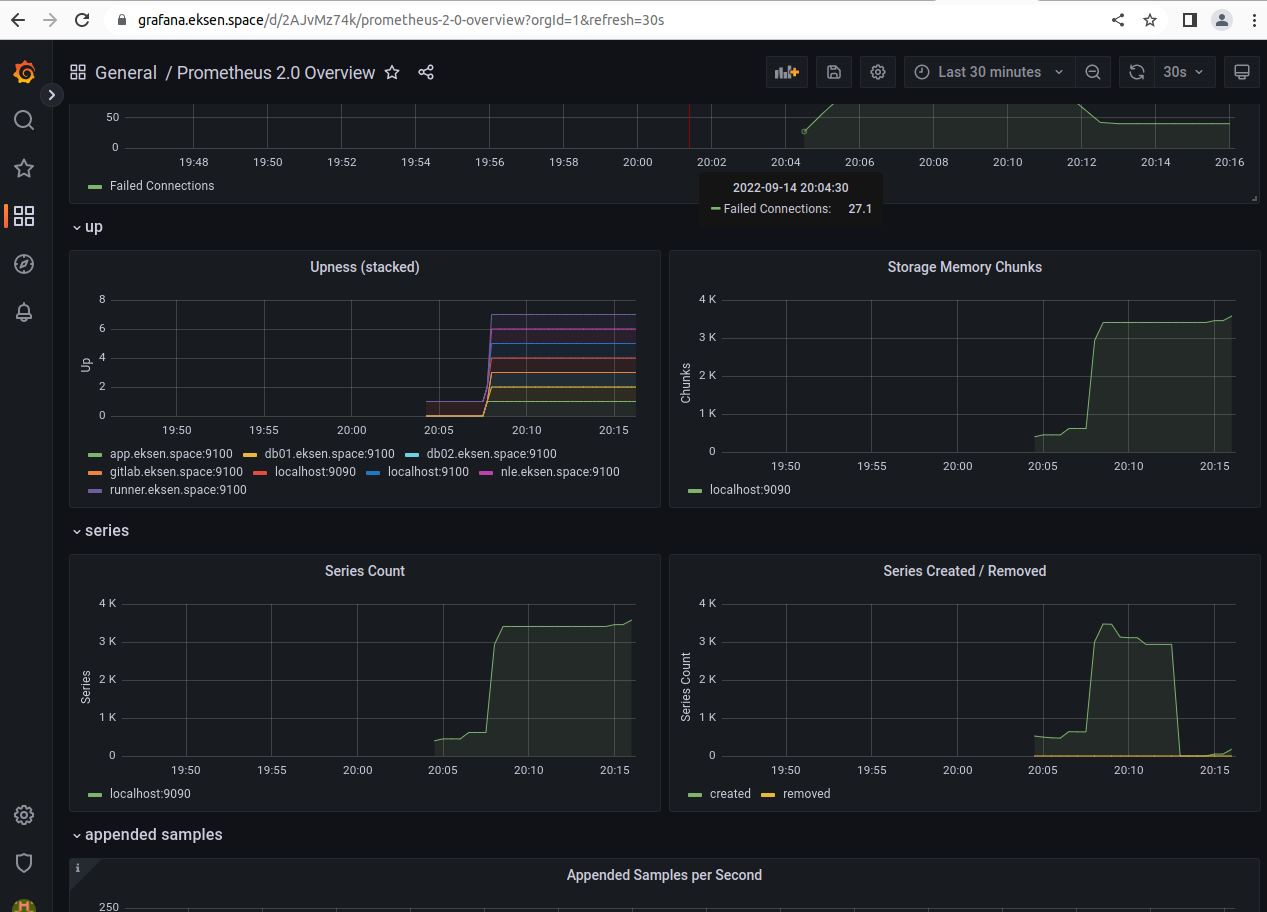 grafana.eksen.space/d/2AJvMz74k/prometheus-2-0-overview?orgId=1&refresh=30s
General / Prometheus 2.0 Overview
Last 30 minutes
30s
50
0
19:48 19:50 19:52 19:54 19:56 19:58 20:00 20:02 20:04 20:06 20:08 20:10 20:12 20:14 20:16
Failed Connections
2022-09-14 20:04:30
Failed Connections: 27.1
up
Upness (stacked)
Up
8
6
4
2
0
19:50 19:55 20:00 20:05 20:10 20:15
app.eksen.space:9100 db01.eksen.space:9100 db02.eksen.space:9100
gitlab.eksen.space:9100 localhost:9090 localhost:9100 nle.eksen.space:9100
runner.eksen.space:9100
Storage Memory Chunks
Chunks
4 K
3 K
2 K
1 K
0
19:50 19:55 20:00 20:05 20:10 20:15
localhost:9090
series
Series Count
Series
4 K
3 K
2 K
1 K
0
19:50 19:55 20:00 20:05 20:10 20:15
localhost:9090
Series Created / Removed
Series Count
4 K
3 K
2 K
1 K
0
19:50 19:55 20:00 20:05 20:10 20:15
created removed
appended samples
i
Appended Samples per Second
250